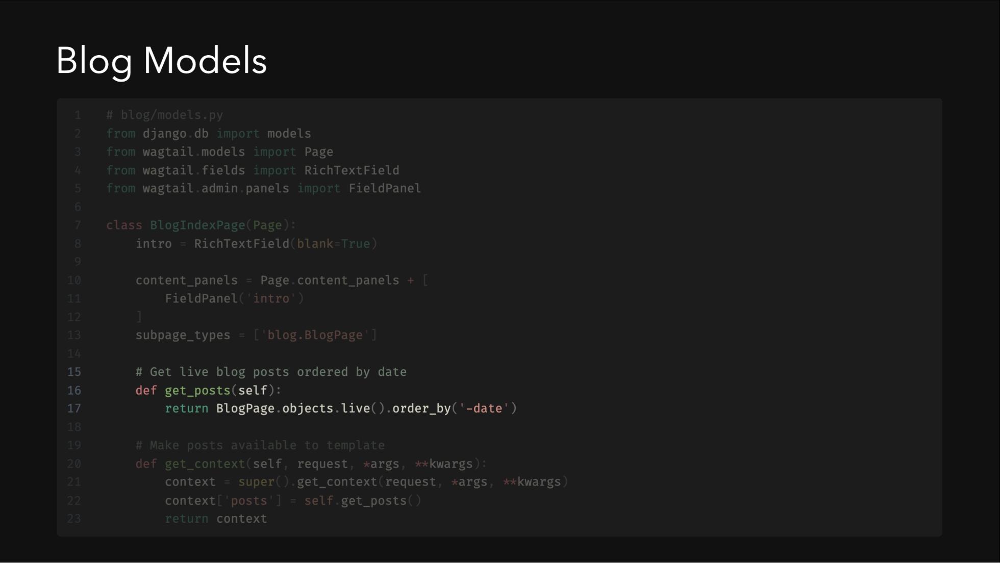 Blog Models
1 # blog/models.py
2 from django.db import models
3 from wagtail.models import Page
4 from wagtail.fields import RichTextField
5 from wagtail.admin.panels import FieldPanel
6
7 class BlogIndexPage(Page):
8     intro = RichTextField(blank=True)
9
10     content_panels = Page.content_panels + [
11         FieldPanel('intro')
12     ]
13     subpage_types = ['blog.BlogPage']
14
15     # Get live blog posts ordered by date
16     def get_posts(self):
17         return BlogPage.objects.live().order_by('-date')
18
19     # Make posts available to template
20     def get_context(self, request, *args, **kwargs):
21         context = super().get_context(request, *args, **kwargs)
22         context['posts'] = self.get_posts()
23         return context